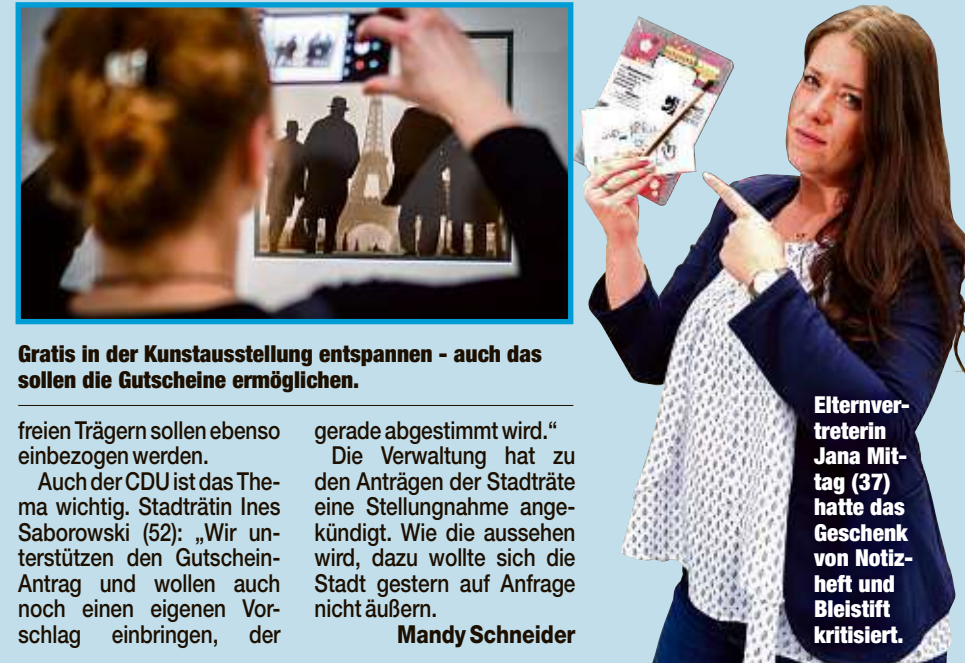 Gratis in der Kunstausstellung entspannen - auch das
sollen die Gutscheine ermöglichen.
freien Trägern sollen ebenso
einbezogen werden.
Auch der CDU ist das The-
ma wichtig. Stadträtin Ines
Saborowski (52): „Wir un-
terstützen den Gutschein-
Antrag und wollen auch
noch einen eigenen Vor-
schlag einbringen, der
gerade abgestimmt wird.“
Die Verwaltung hat zu
den Anträgen der Stadträte
eine Stellungnahme ange-
kündigt. Wie die aussehen
wird, dazu wollte sich die
Stadt gestern auf Anfrage
nicht äußern.
Mandy Schneider
Elternver-
treterin
Jana Mit-
tag (37)
hatte das
Geschenk
von Notiz-
heft und
Bleistift
kritisiert.